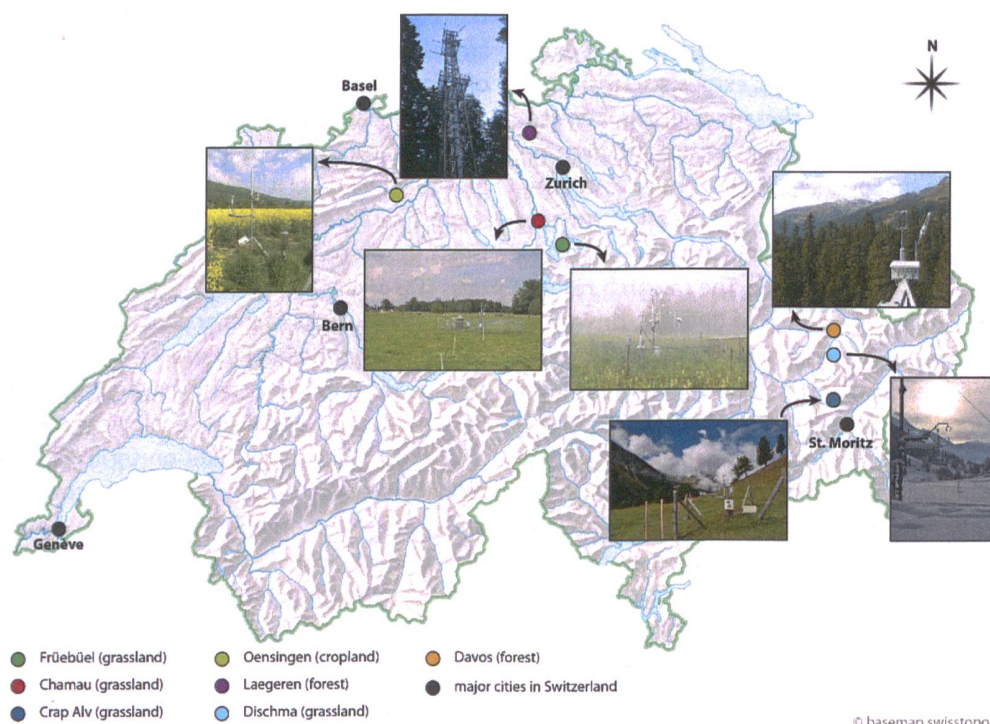 N
Basel
Zurich
Bern
St. Moritz
Genève
Früebüel (grassland)
Chamau (grassland)
Crap Alv (grassland)
Oensingen (cropland)
Laegeren (forest)
Dischma (grassland)
Davos (forest)
major cities in Switzerland
© basemap swisstopo